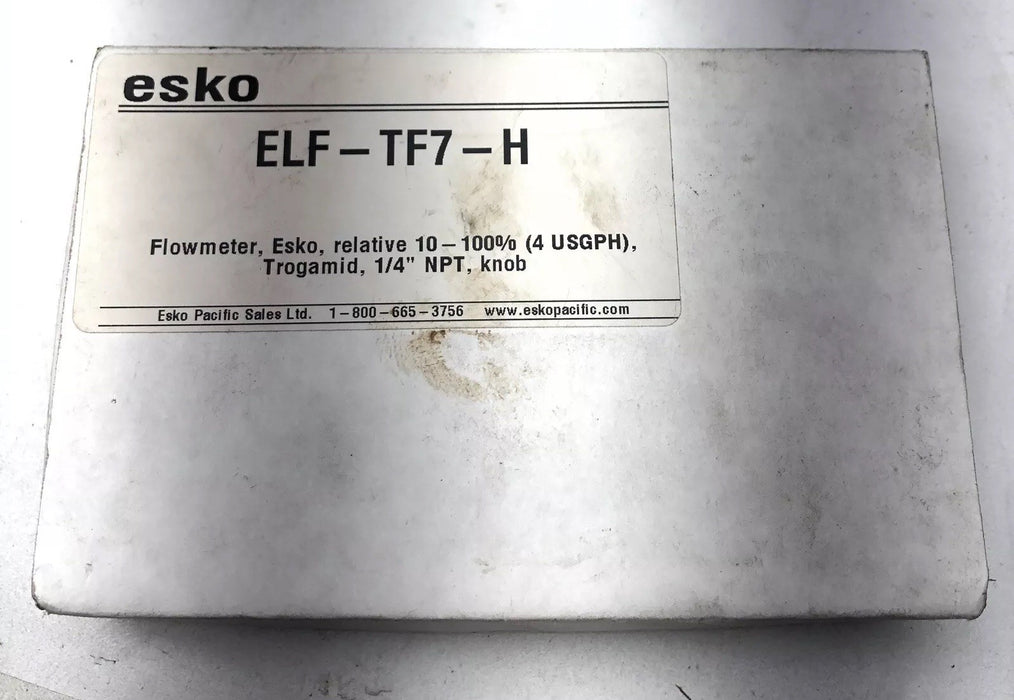 esko
ELF-TF7-H
Flowmeter, Esko, relative 10-100% (4 USGPH),
Trogamid, 1/4" NPT, knob
Esko Pacific Sales Ltd. 1-800-665-3756 www.eskopacific.com